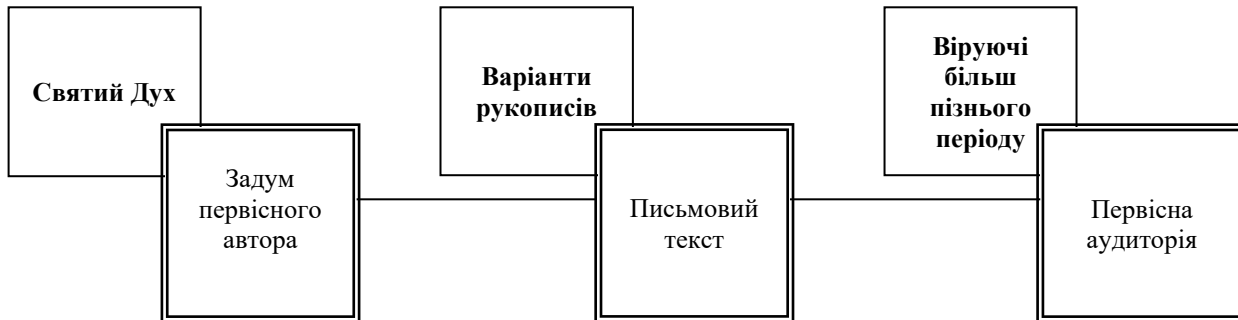 Святий Дух
Варіанти
рукописів
Віруючі
більш
пізнього
періоду
Задум
первісного
автора
Письмовий
текст
Первісна
аудиторія